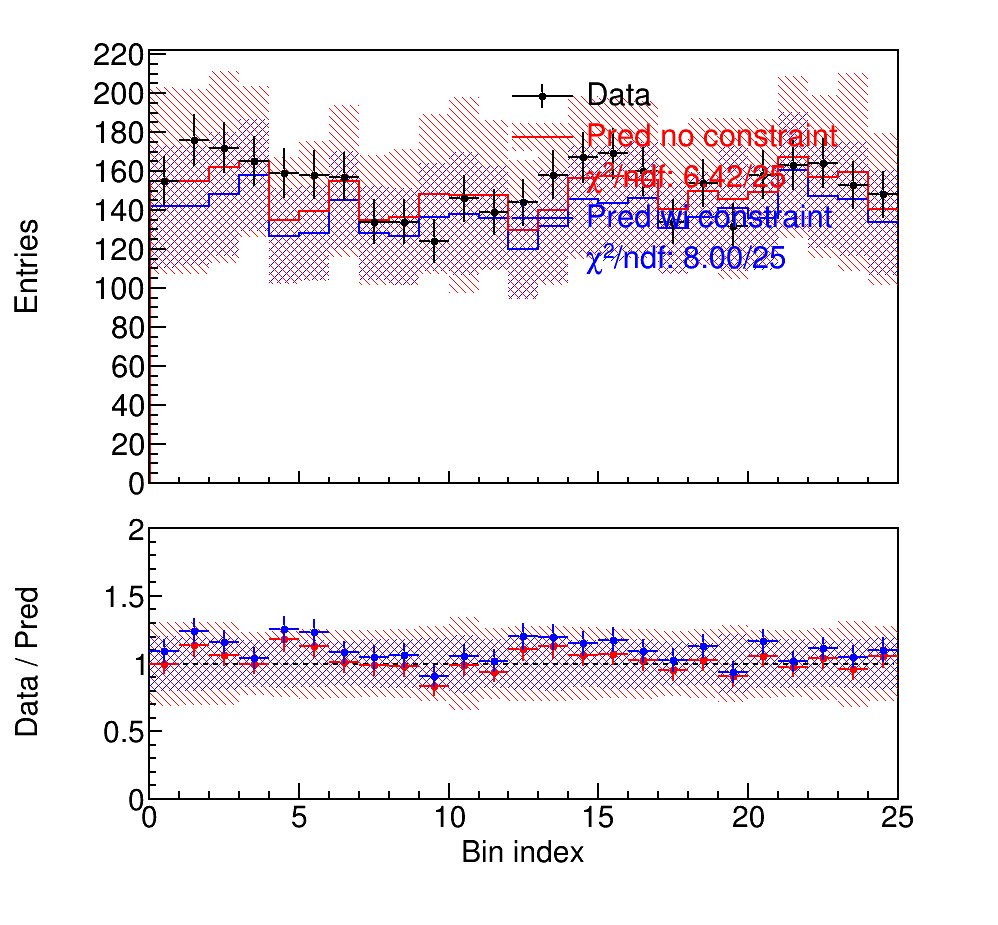 220
200
180
160
140
120
100
80
60
40
20
0
Entries
Data
Pred no constraint
χ²/ndf: 6.42/25
Pred w/ constraint
χ²/ndf: 8.00/25
2
1.5
1
0.5
0
Data / Pred
0 5 10 15 20 25
Bin index